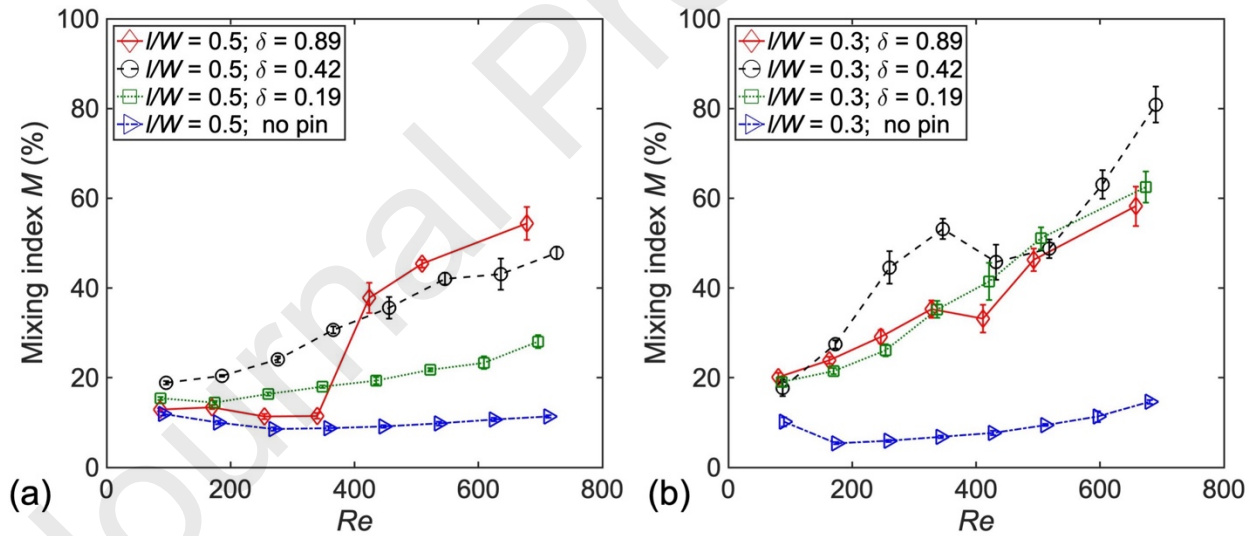 Journal Pre
100
80
60
40
20
0
Mixing index M (%)
l/W = 0.5; δ = 0.89
l/W = 0.5; δ = 0.42
l/W = 0.5; δ = 0.19
l/W = 0.5; no pin
0 200 400 600 800
Re
(a)
100
80
60
40
20
0
Mixing index M (%)
l/W = 0.3; δ = 0.89
l/W = 0.3; δ = 0.42
l/W = 0.3; δ = 0.19
l/W = 0.3; no pin
0 200 400 600 800
Re
(b)